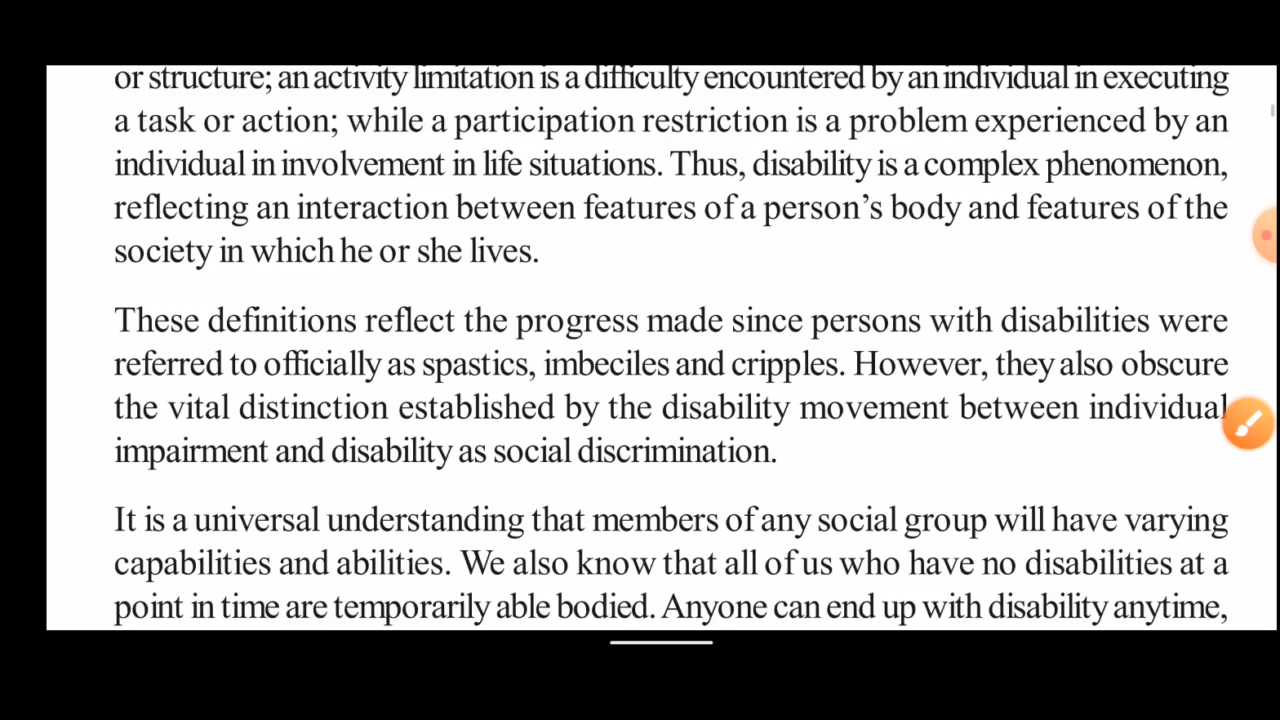 or structure; an activity limitation is a difficulty encountered by an individual in executing
a task or action; while a participation restriction is a problem experienced by an
individual in involvement in life situations. Thus, disability is a complex phenomenon,
reflecting an interaction between features of a person’s body and features of the
society in which he or she lives.
These definitions reflect the progress made since persons with disabilities were
referred to officially as spastics, imbeciles and cripples. However, they also obscure
the vital distinction established by the disability movement between individual
impairment and disability as social discrimination.
It is a universal understanding that members of any social group will have varying
capabilities and abilities. We also know that all of us who have no disabilities at a
point in time are temporarily able bodied. Anyone can end up with disability anytime,